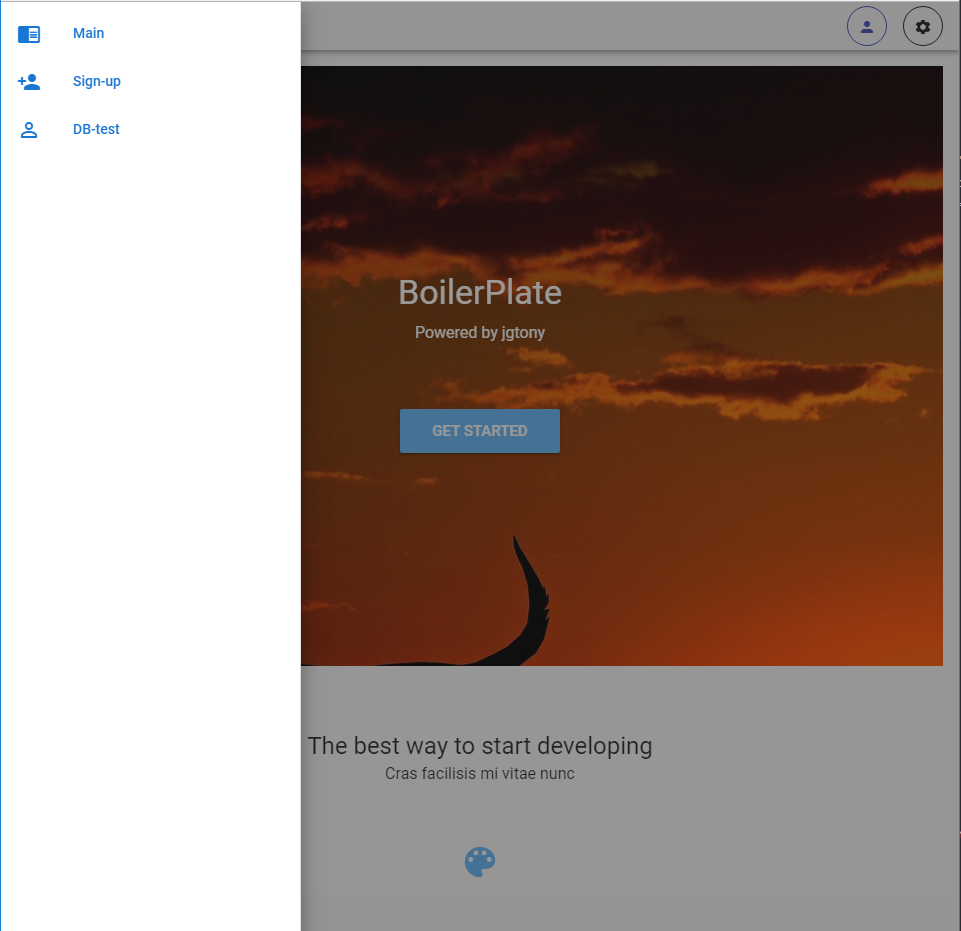 Main
Sign-up
DB-test
BoilerPlate
Powered by jgtony
GET STARTED
The best way to start developing
Cras facilisis mi vitae nunc